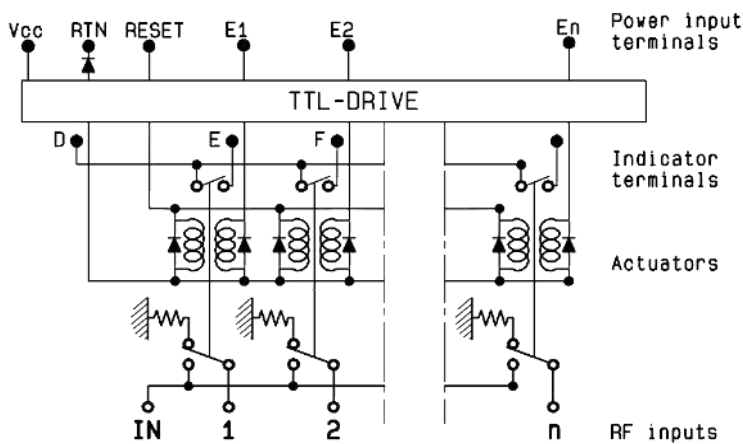 Vcc RTN RESET E1 E2 En Power input
terminals
TTL-DRIVE
D E F Indicator
terminals
Actuators
IN 1 2 n RF inputs